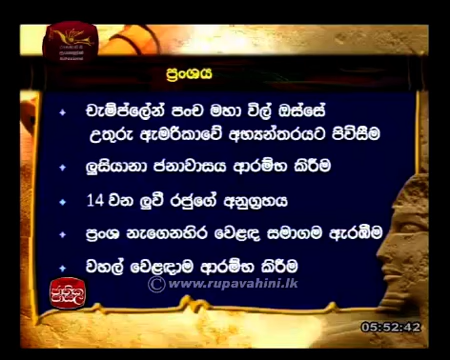 ප්‍රංශය
චැම්ප්ලේන් පංච මහා විල් ඔස්සේ
උතුරු ඇමරිකාවේ අභ්‍යන්තරයට පිවිසීම
ලුසියානා ජනාවාසය ආරම්භ කිරීම
14 වන ලුවී රජුගේ අනුග්‍රහය
ප්‍රංශ නැගෙනහිර වෙළඳ සමාගම ඇරඹීම
වහල් වෙළඳාම ආරම්භ කිරීම
©www.rupavahini.lk
05:52:42